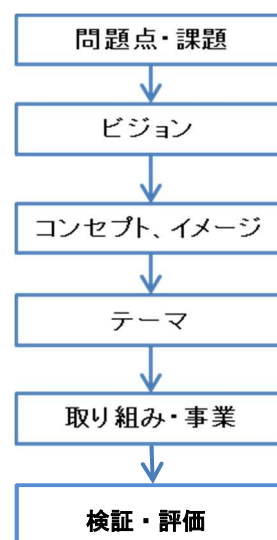 問題点・課題
ビジョン
コンセプト、イメージ
テーマ
取り組み・事業
検証・評価